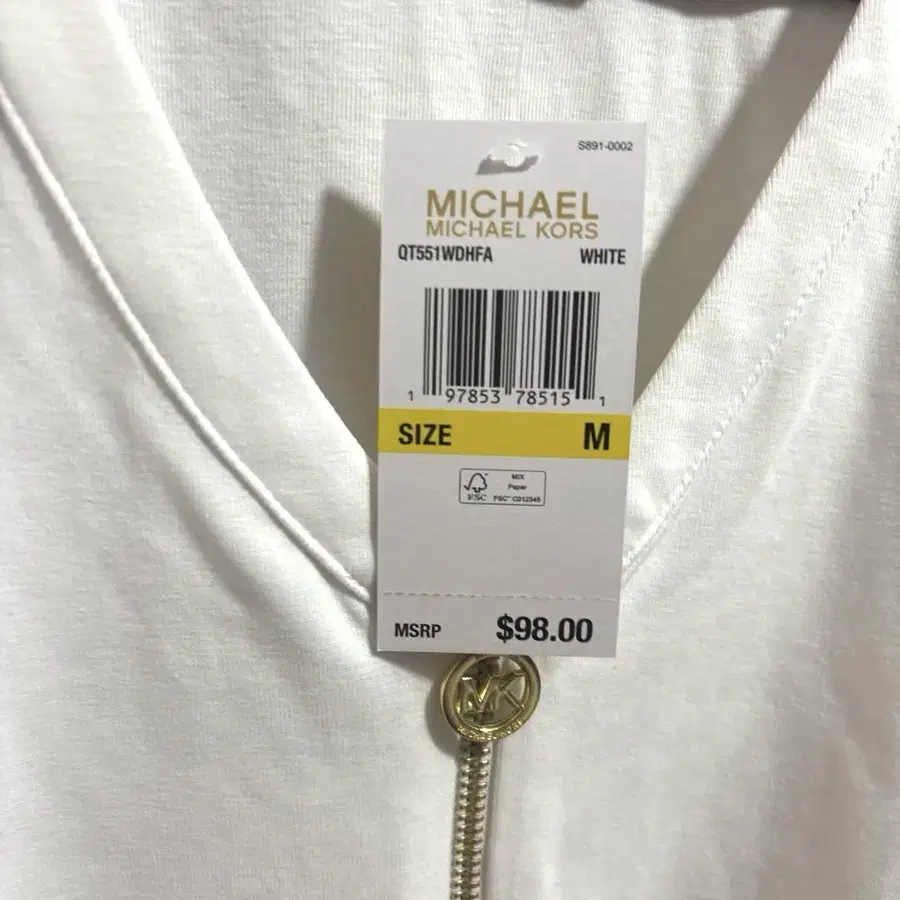 S891-0002
MICHAEL
MICHAEL KORS
QT551WDHFA WHITE
1 97853 78515 1
SIZE M
FSC
MIX
Paper
FSC™ C012345
MSRP $98.00
MK